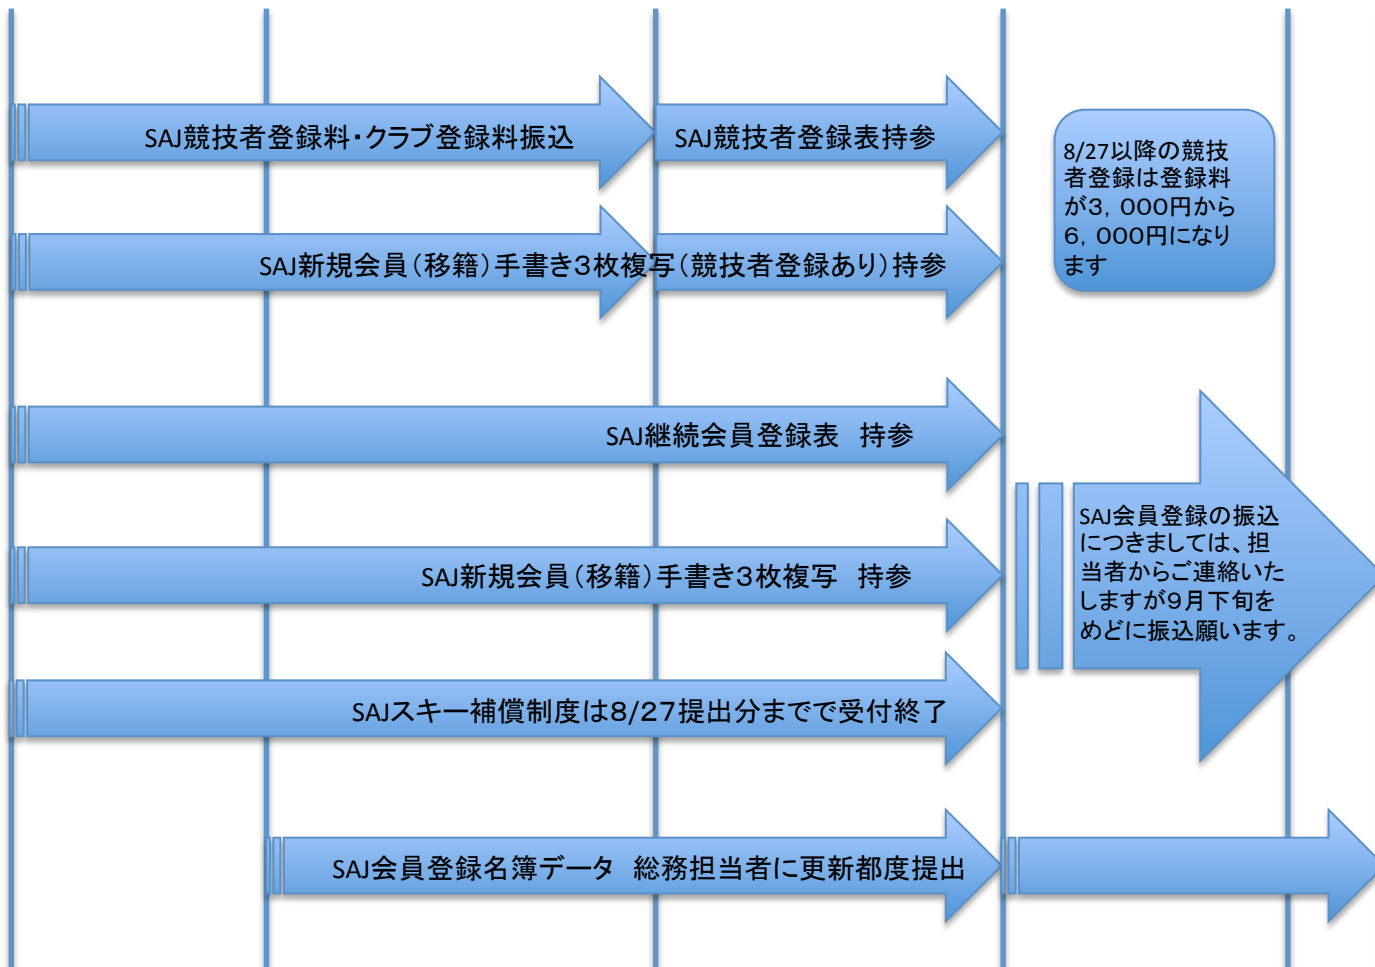 SAJ競技者登録料・クラブ登録料振込
SAJ競技者登録表持参
8/27以降の競技
者登録は登録料
が3，000円から
6，000円になり
ます
SAJ新規会員（移籍）手書き3枚複写（競技者登録あり）持参
SAJ継続会員登録表　持参
SAJ会員登録の振込
につきましては、担
当者からご連絡いた
しますが9月下旬を
めどに振込願います。
SAJ新規会員（移籍）手書き3枚複写　持参
SAJスキー補償制度は8/27提出分までで受付終了
SAJ会員登録名簿データ　総務担当者に更新都度提出